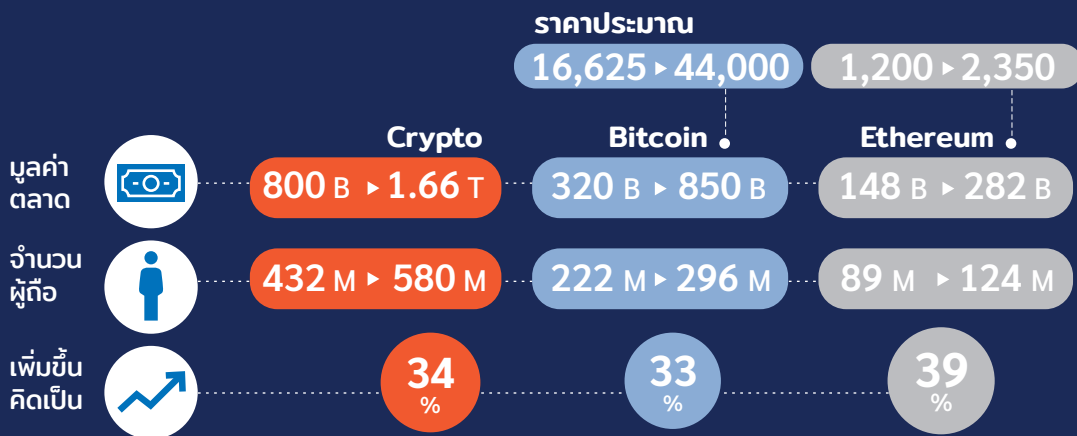 ราคาประมาณ
16,625 ▸ 44,000 1,200 ▸ 2,350
Crypto Bitcoin Ethereum
มูลค่า
ตลาด
800 B ▸ 1.66 T 320 B ▸ 850 B 148 B ▸ 282 B
จำนวน
ผู้ถือ
432 M ▸ 580 M 222 M ▸ 296 M 89 M ▸ 124 M
เพิ่มขึ้น
คิดเป็น
34 33 39
% % %